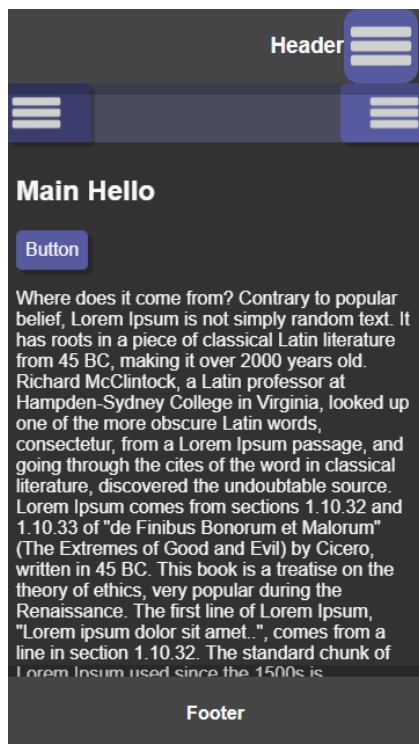 Header
Main Hello
Button
Where does it come from? Contrary to popular
belief, Lorem Ipsum is not simply random text. It
has roots in a piece of classical Latin literature
from 45 BC, making it over 2000 years old.
Richard McClintock, a Latin professor at
Hampden-Sydney College in Virginia, looked up
one of the more obscure Latin words,
consectetur, from a Lorem Ipsum passage, and
going through the cites of the word in classical
literature, discovered the undoubtable source.
Lorem Ipsum comes from sections 1.10.32 and
1.10.33 of "de Finibus Bonorum et Malorum"
(The Extremes of Good and Evil) by Cicero,
written in 45 BC. This book is a treatise on the
theory of ethics, very popular during the
Renaissance. The first line of Lorem Ipsum,
"Lorem ipsum dolor sit amet..", comes from a
line in section 1.10.32. The standard chunk of
Lorem Ipsum used since the 1500s is
Footer